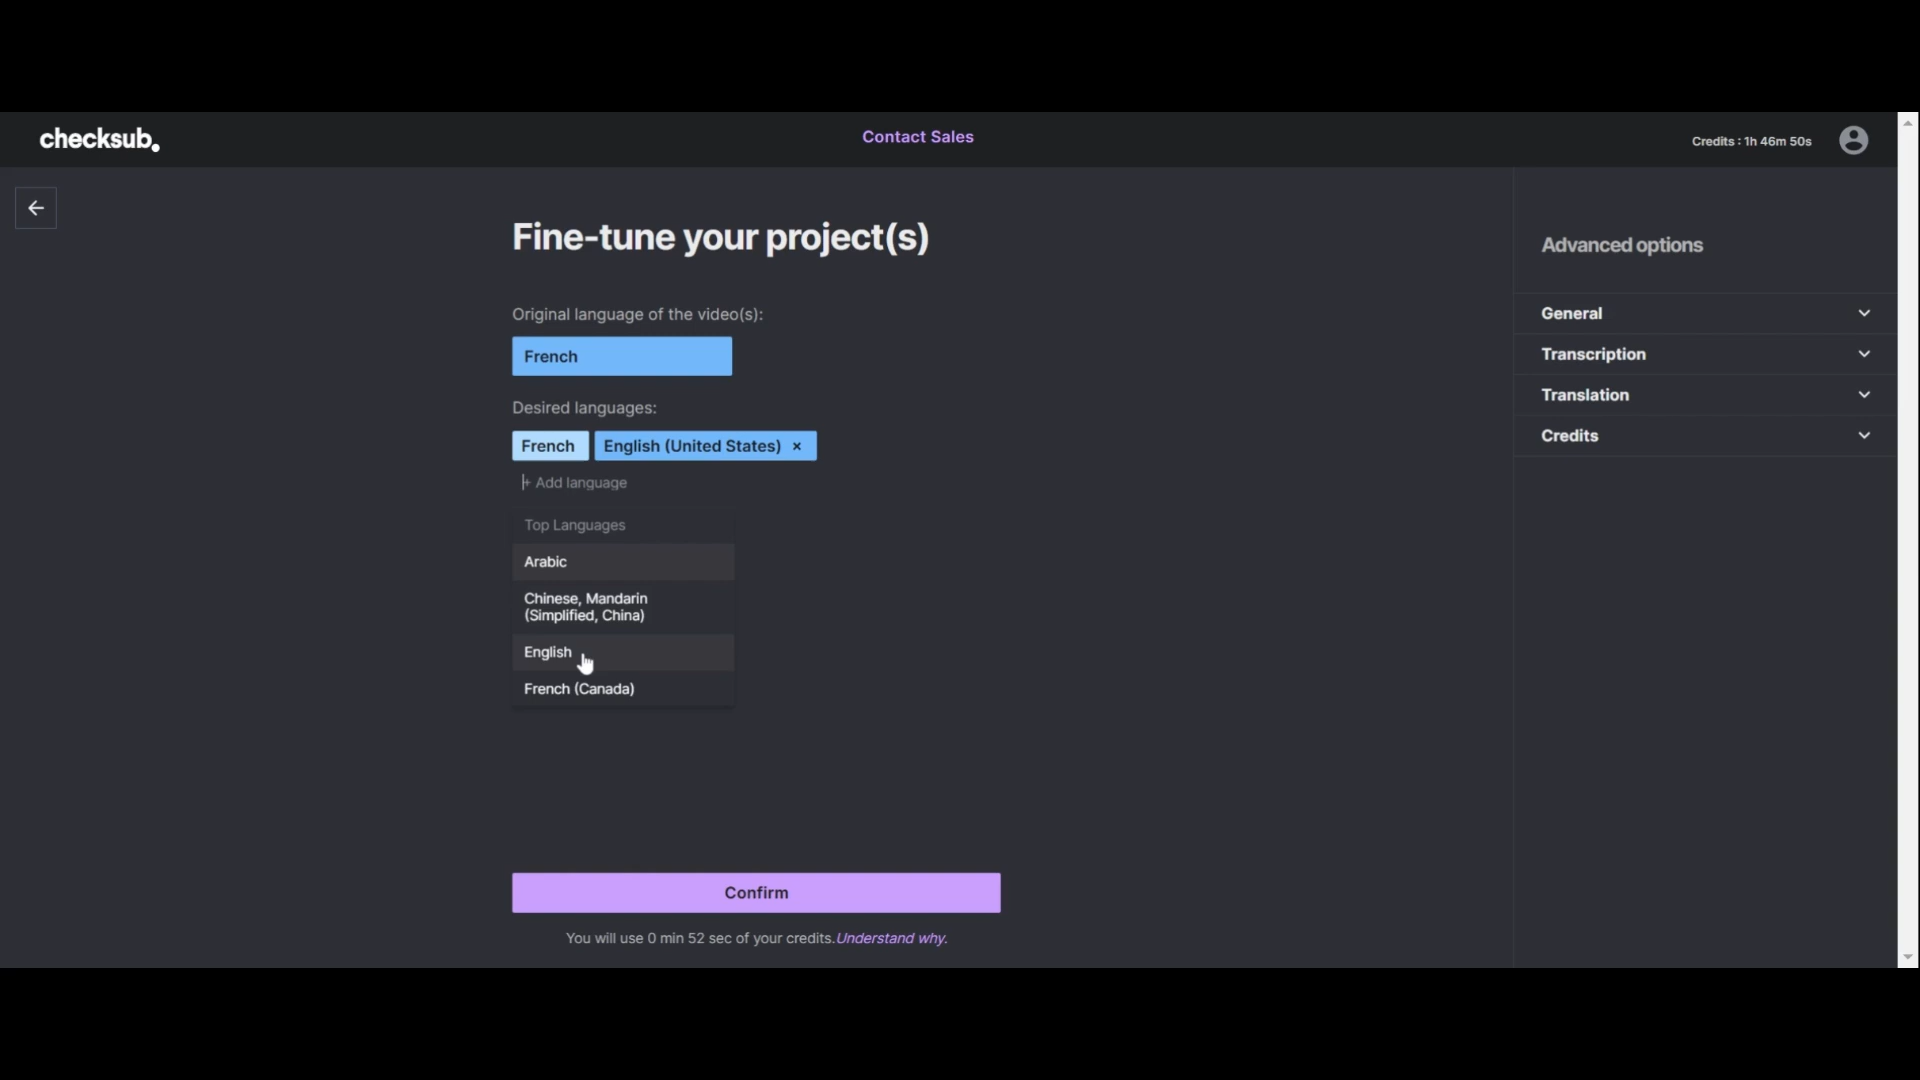 checksub.
Contact Sales
Credits : 1h 46m 50s
Fine-tune your project(s)
Original language of the video(s):
French
Desired languages:
French
English (United States) ×
+ Add language
Top Languages
Arabic
Chinese, Mandarin
(Simplified, China)
English
French (Canada)
Confirm
You will use 0 min 52 sec of your credits.Understand why.
Advanced options
General
Transcription
Translation
Credits